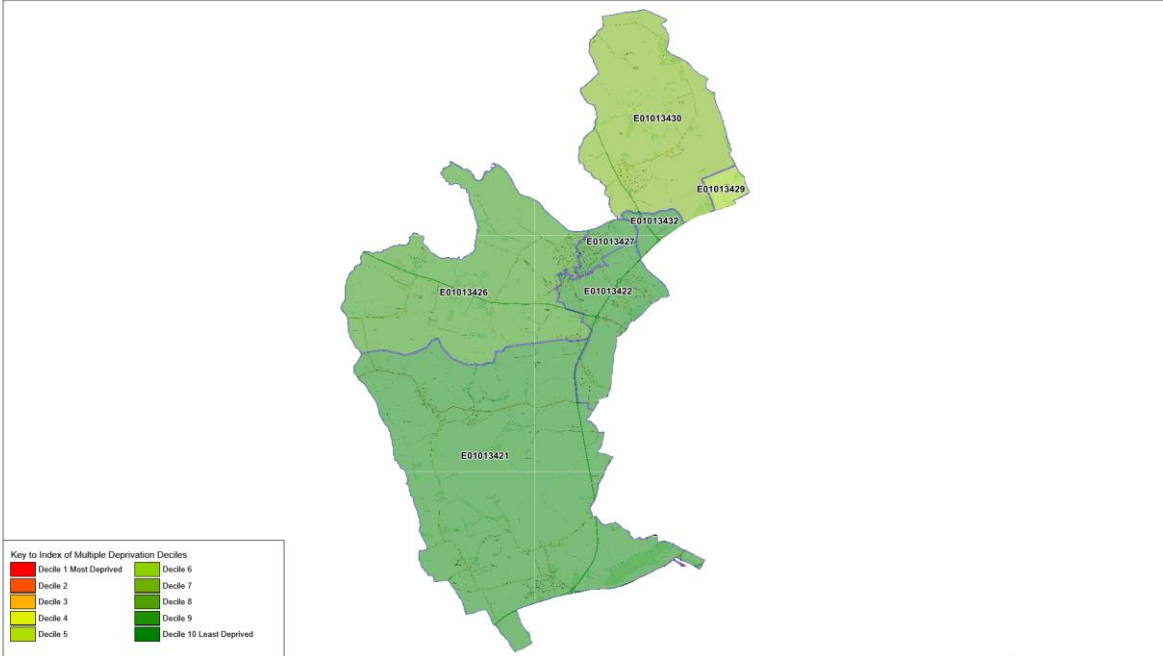 E01013430
E01013429
E01013432
E01013427
E01013426
E01013422
E01013421
Key to Index of Multiple Deprivation Deciles
Decile 1 Most Deprived
Decile 2
Decile 3
Decile 4
Decile 5
Decile 6
Decile 7
Decile 8
Decile 9
Decile 10 Least Deprived